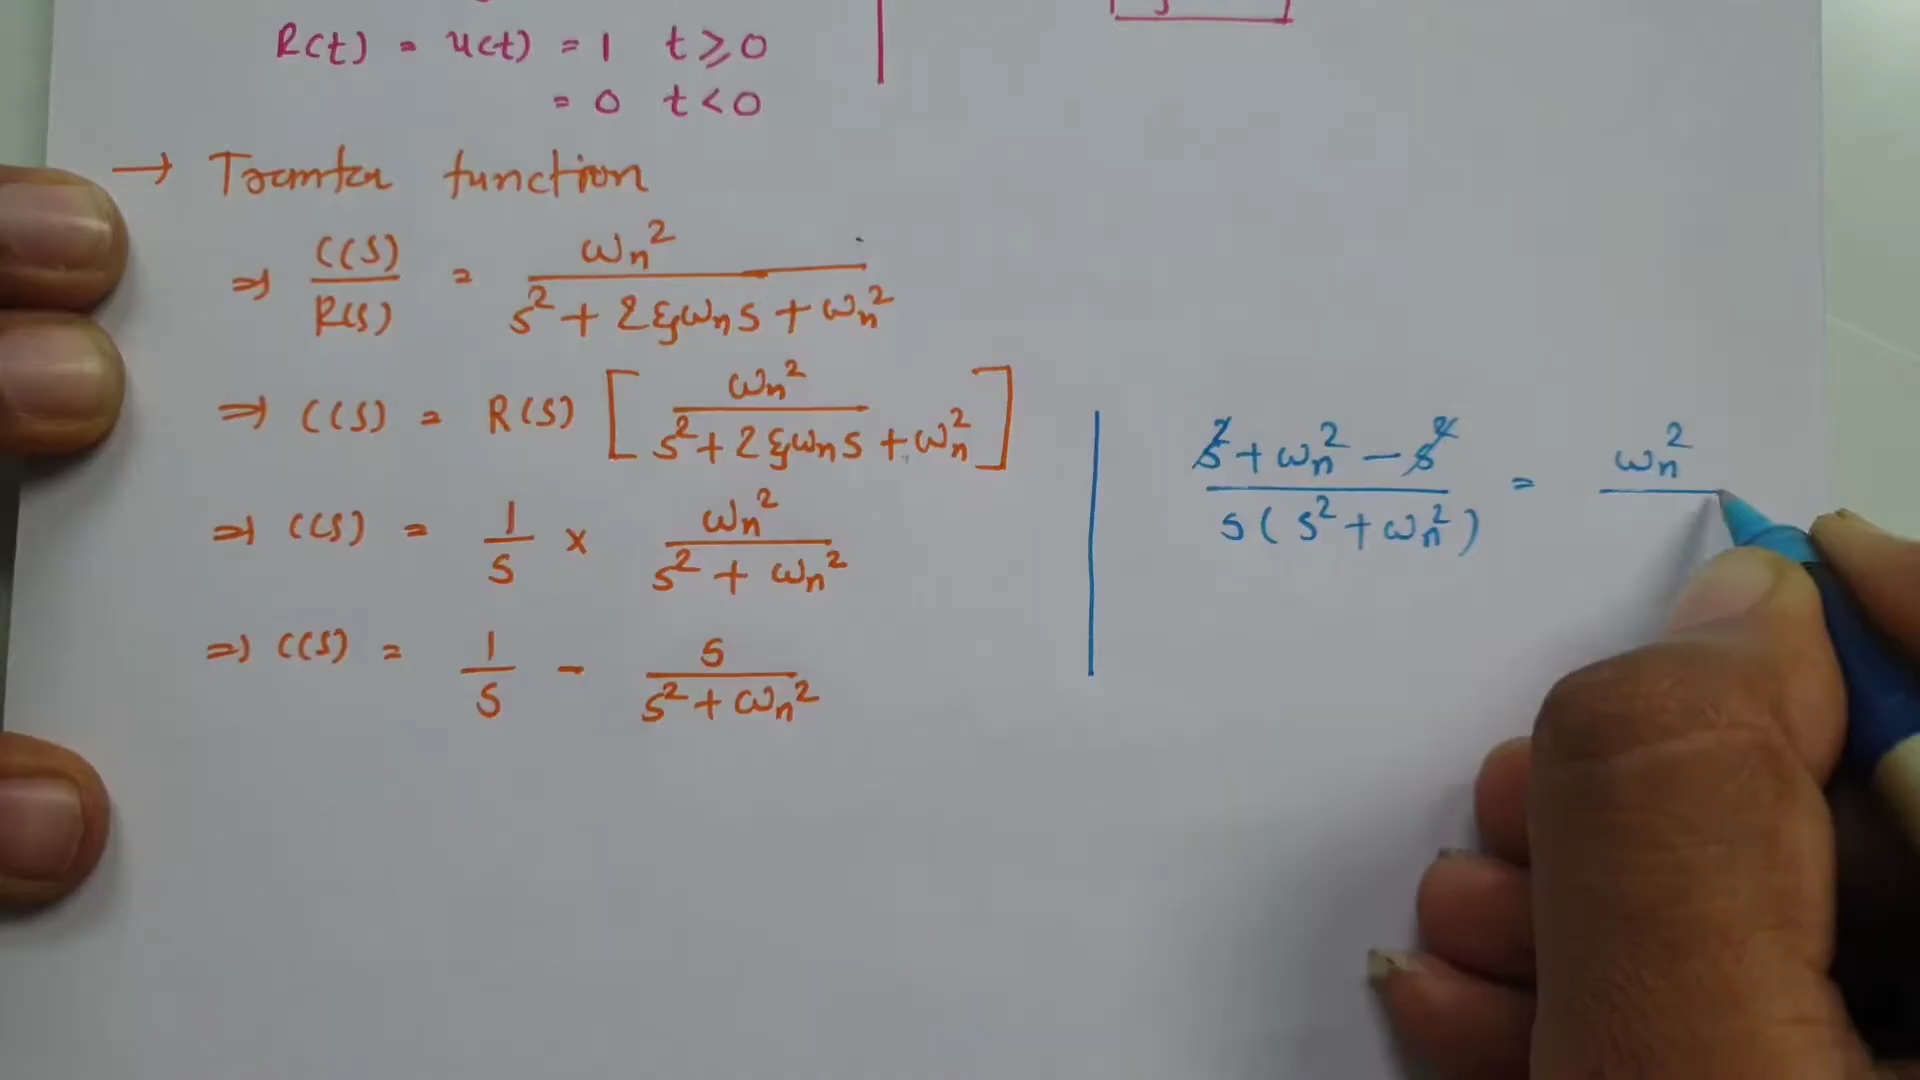 R(t) = u(t) = 1 t ≥ 0
= 0 t < 0
→ Transfer function
⇒ C(S)/R(S) = ωn²/(s² + 2ξωns + ωn²)
⇒ C(S) = R(S) [ωn²/(s² + 2ξωns + ωn²)]
⇒ C(S) = 1/S × ωn²/(s² + ωn²)
⇒ C(S) = 1/S - s/(s² + ωn²)
(s² + ωn² - s²)/(s(s² + ωn²)) = ωn²